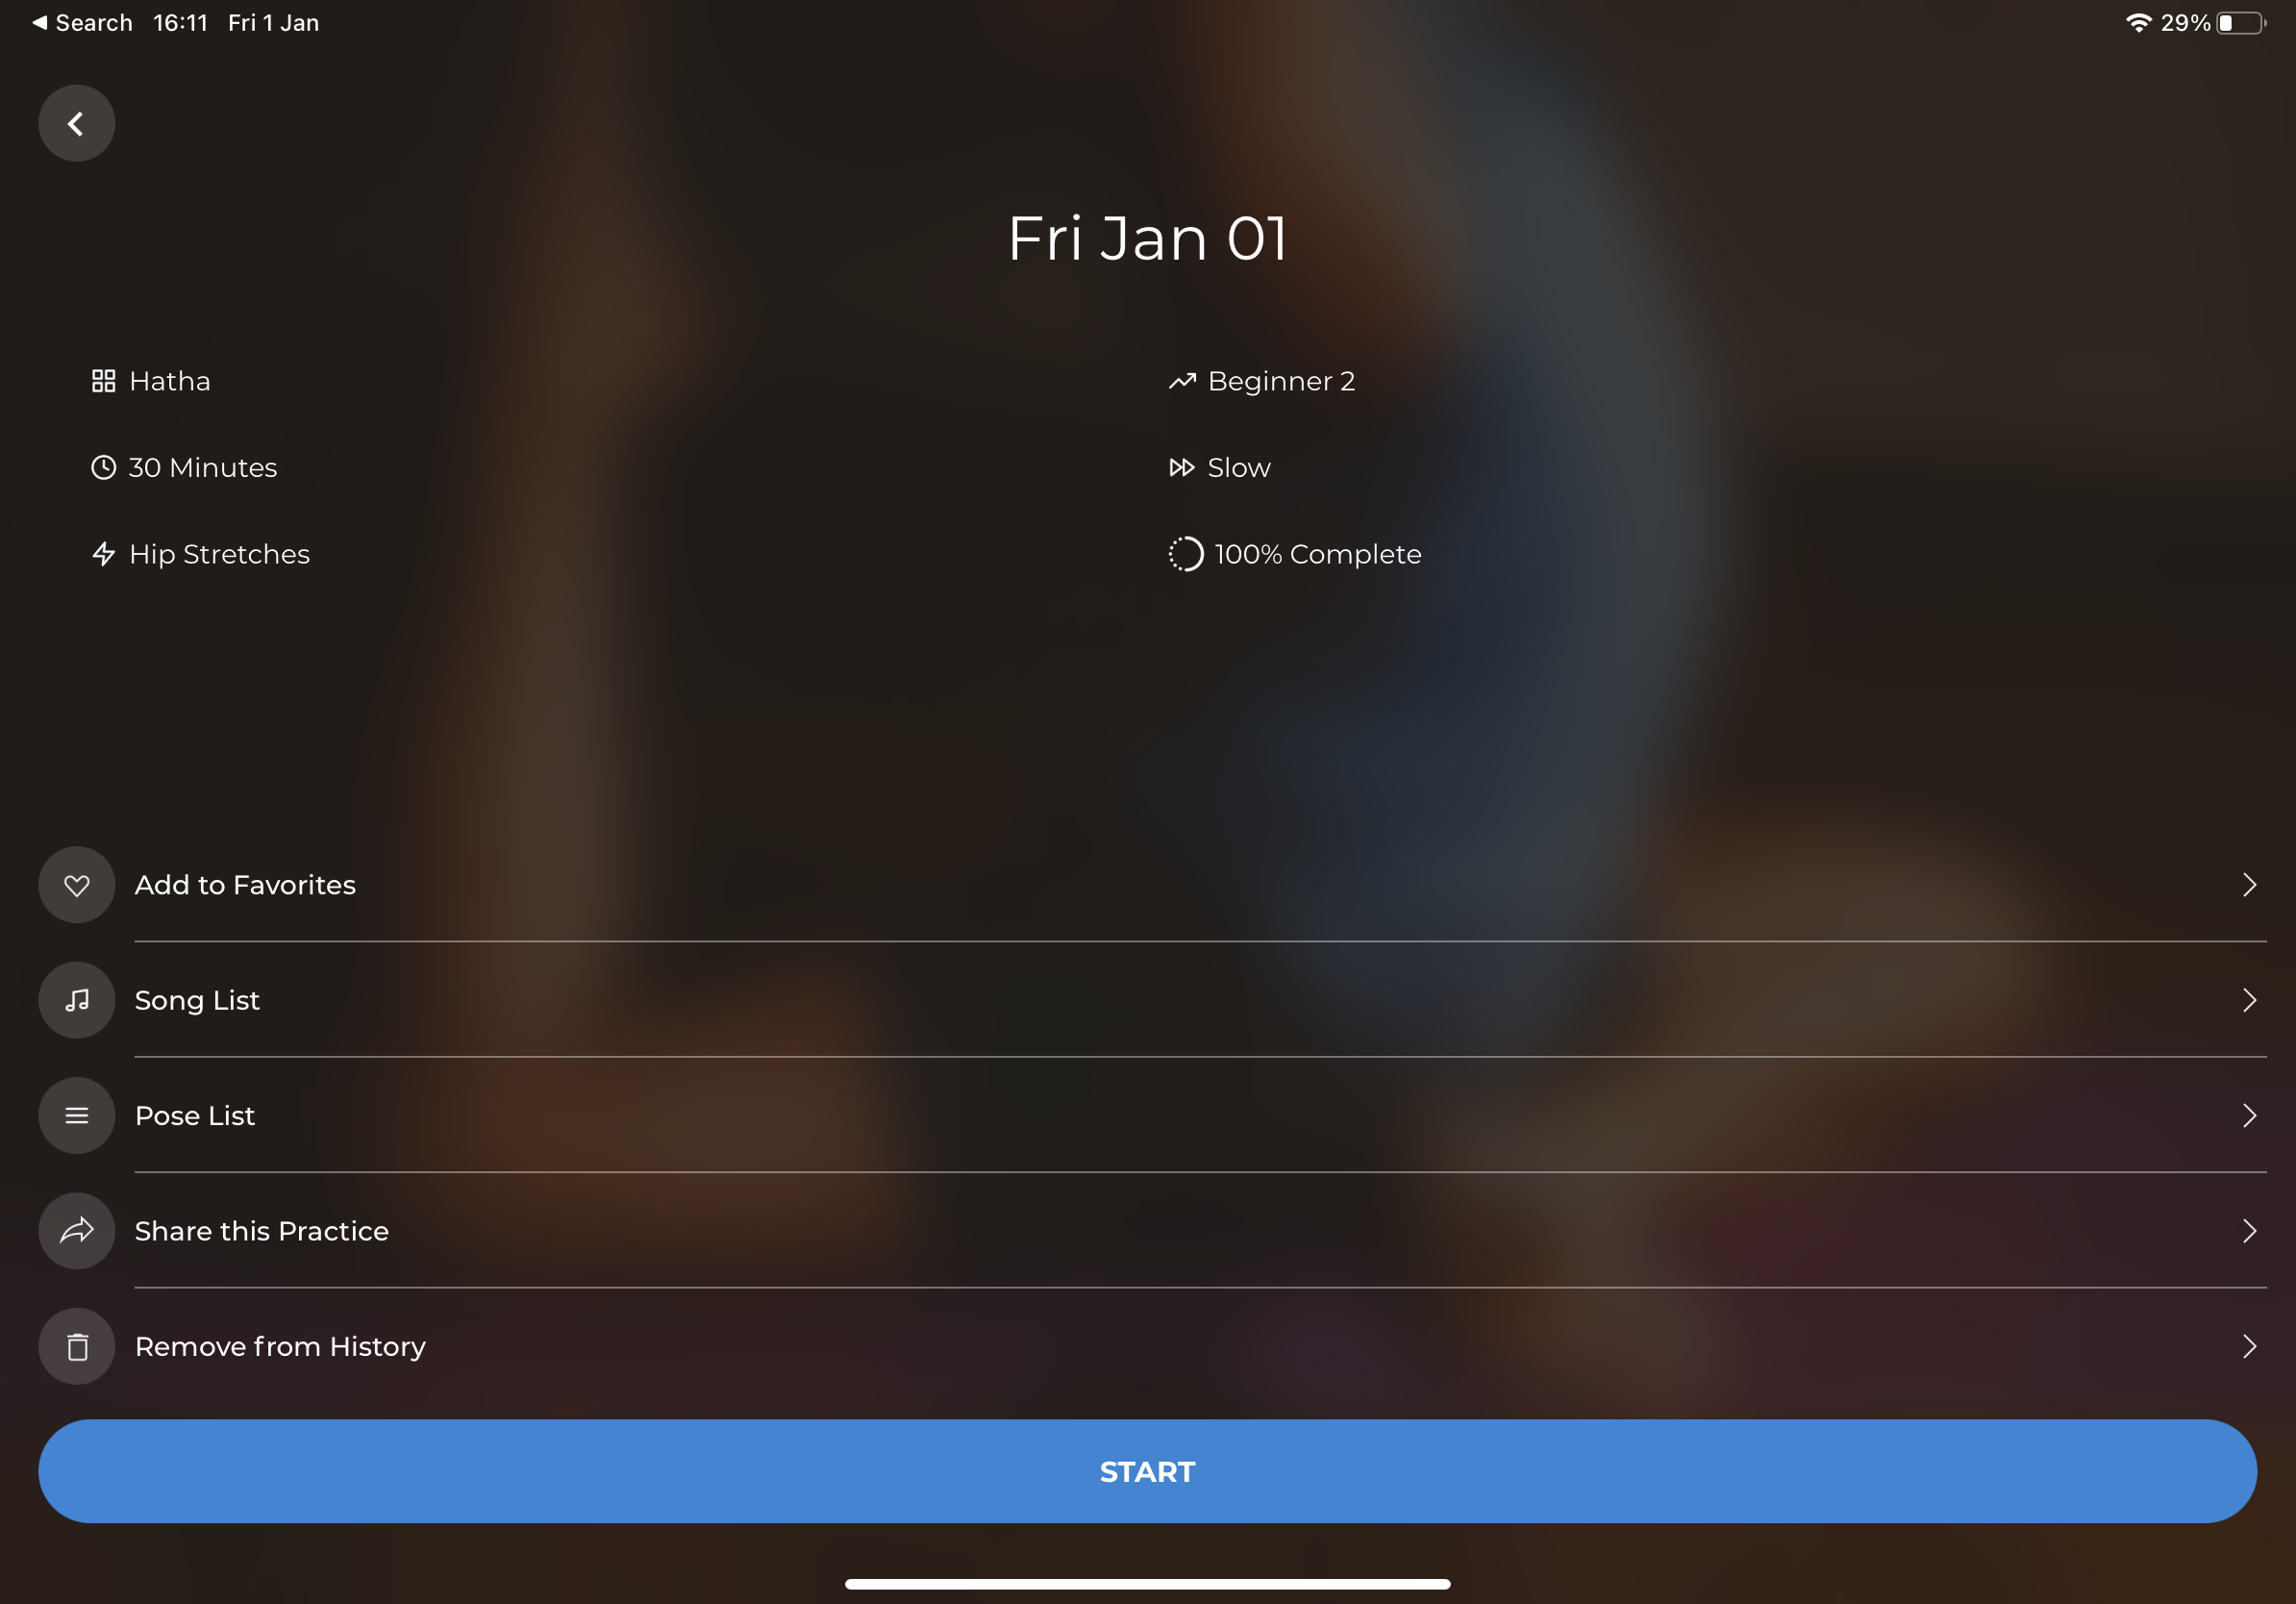 Search 16:11 Fri 1 Jan 29%
Fri Jan 01
Hatha
Beginner 2
30 Minutes
Slow
Hip Stretches
100% Complete
Add to Favorites
Song List
Pose List
Share this Practice
Remove from History
START